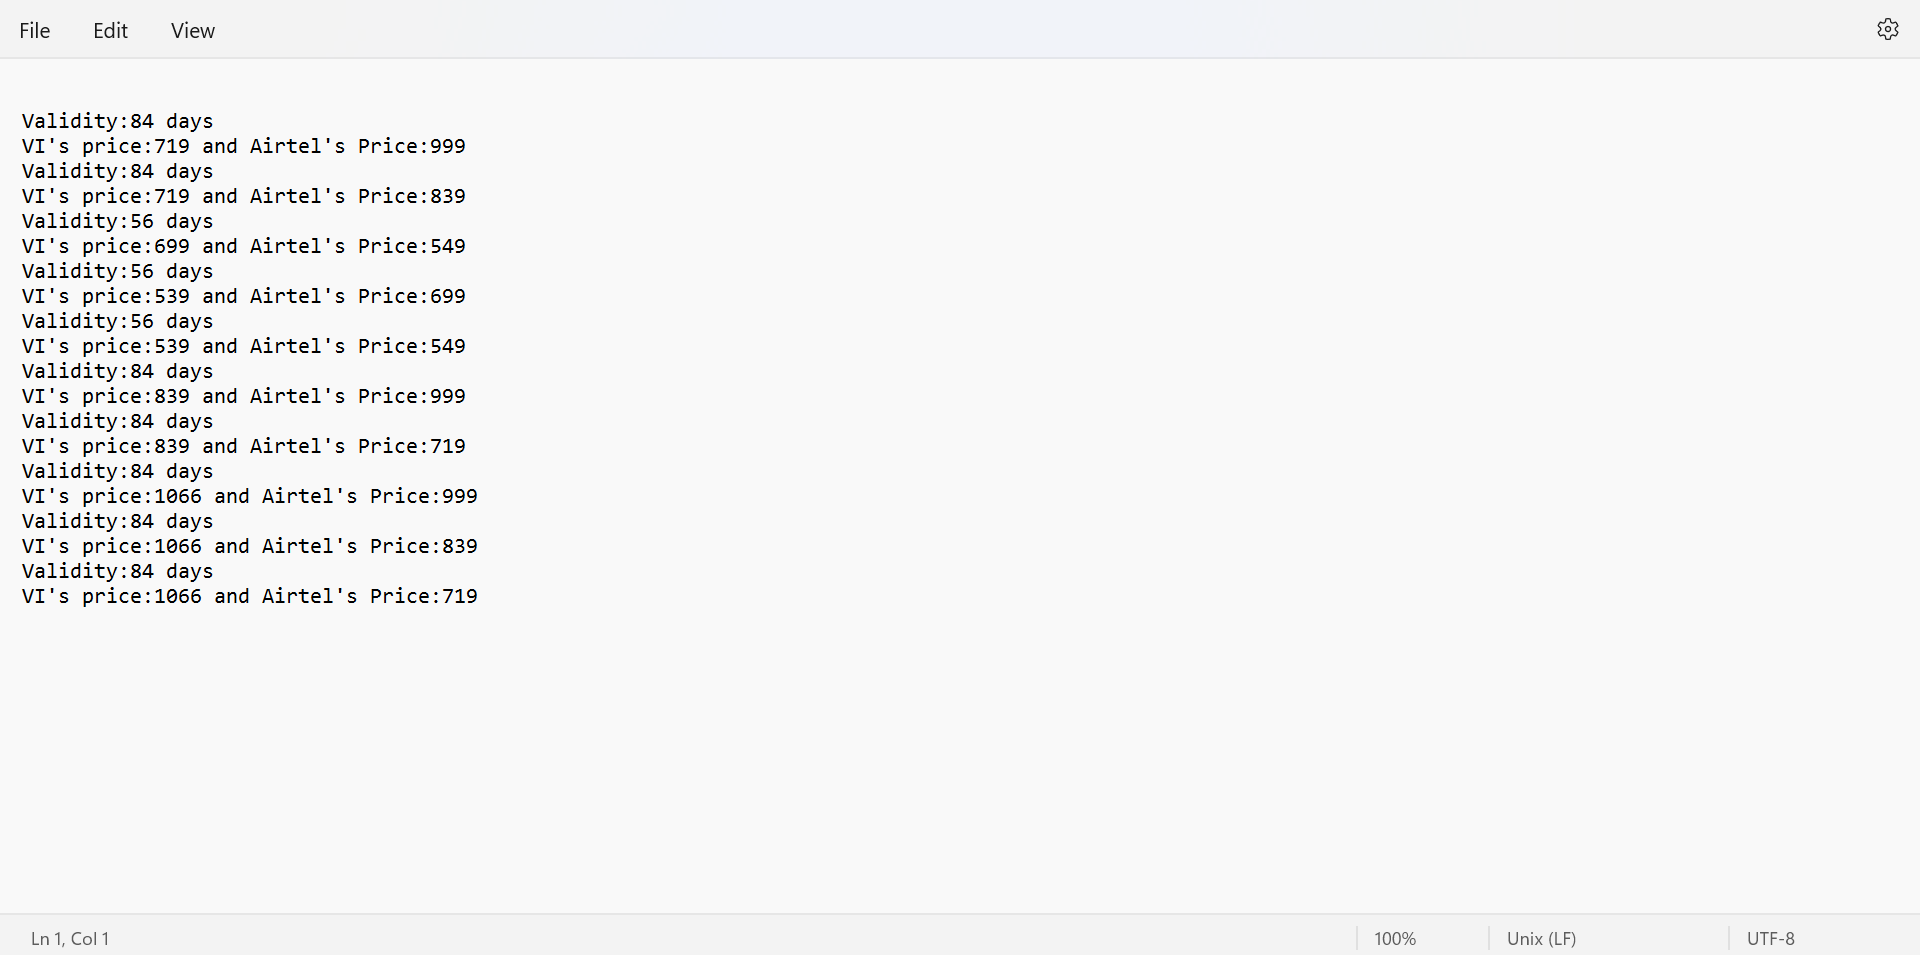 File Edit View
Validity:84 days
VI's price:719 and Airtel's Price:999
Validity:84 days
VI's price:719 and Airtel's Price:839
Validity:56 days
VI's price:699 and Airtel's Price:549
Validity:56 days
VI's price:539 and Airtel's Price:699
Validity:56 days
VI's price:539 and Airtel's Price:549
Validity:84 days
VI's price:839 and Airtel's Price:999
Validity:84 days
VI's price:839 and Airtel's Price:719
Validity:84 days
VI's price:1066 and Airtel's Price:999
Validity:84 days
VI's price:1066 and Airtel's Price:839
Validity:84 days
VI's price:1066 and Airtel's Price:719
Ln 1, Col 1 100% Unix (LF) UTF-8